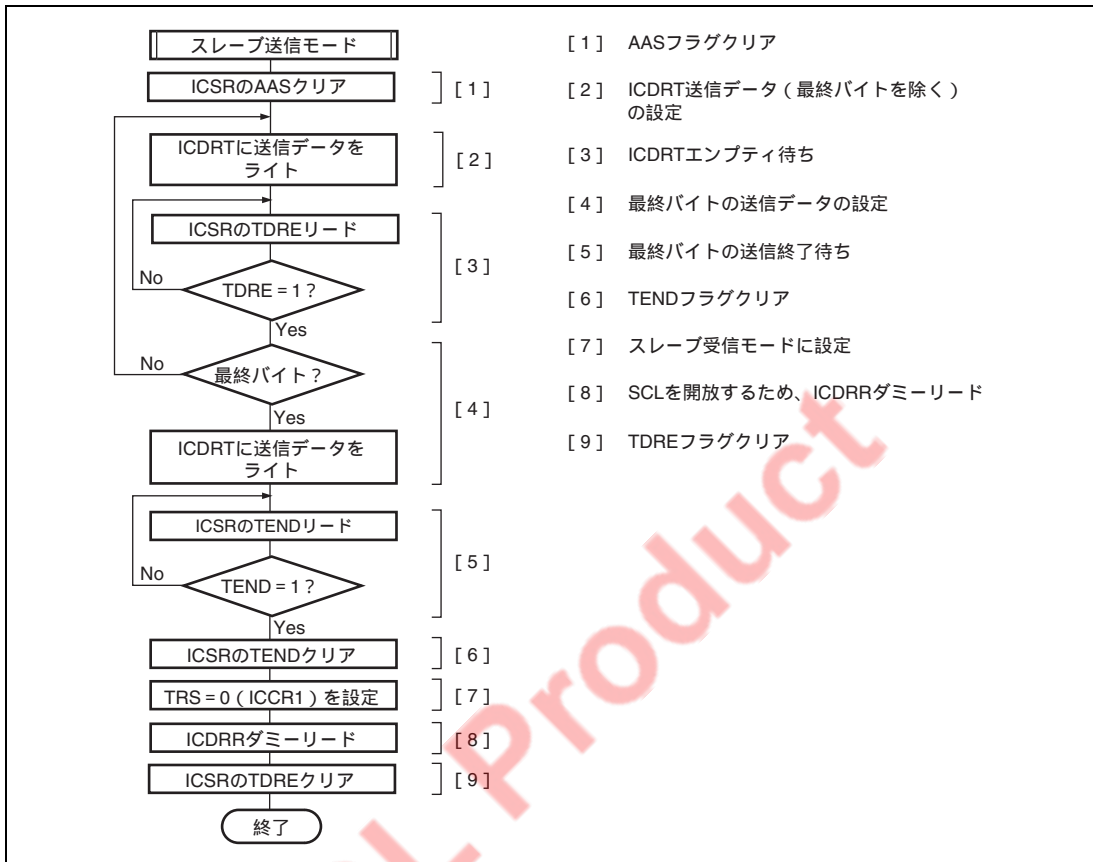 スレーブ送信モード
ICSRのAASクリア
[1]
ICDRTに送信データを
ライト
[2]
ICSRのTDREリード
No
TDRE = 1 ?
[3]
Yes
No
最終バイト?
[4]
Yes
ICDRTに送信データを
ライト
ICSRのTENDリード
[5]
No
TEND = 1 ?
Yes
ICSRのTENDクリア
[6]
TRS = 0(ICCR1)を設定
[7]
ICDRRダミーリード
[8]
ICSRのTDREクリア
[9]
終了
[1] AASフラグクリア
[2] ICDRT送信データ(最終バイトを除く)
の設定
[3] ICDRTエンプティ待ち
[4] 最終バイトの送信データの設定
[5] 最終バイトの送信終了待ち
[6] TENDフラグクリア
[7] スレーブ受信モードに設定
[8] SCLを開放するため、ICDRRダミーリード
[9] TDREフラグクリア
L Product